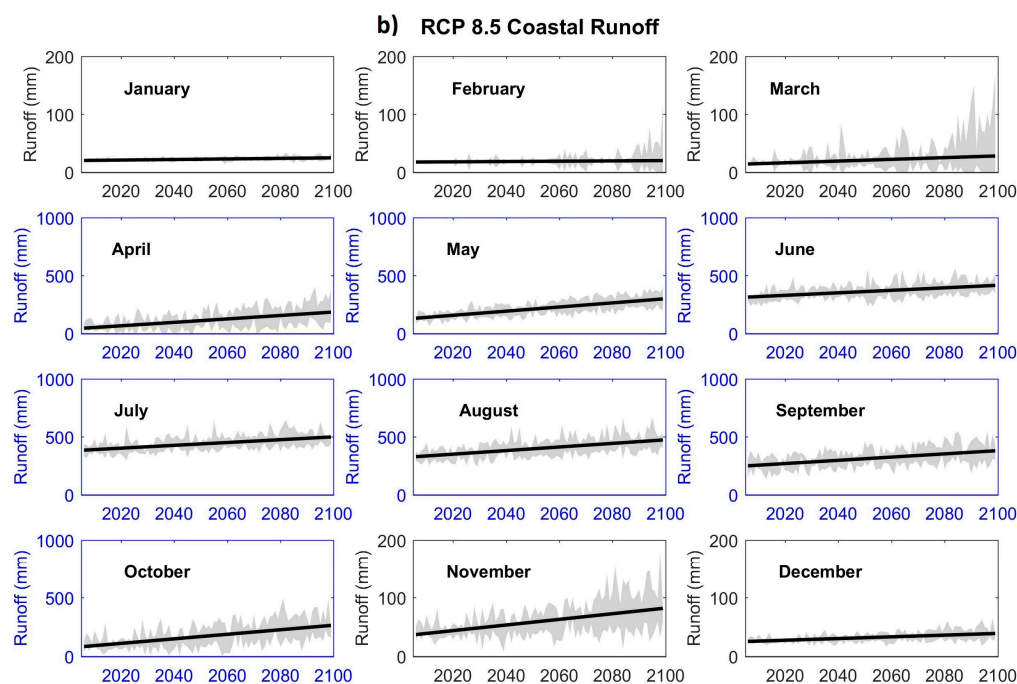 b) RCP 8.5 Coastal Runoff
200
100
0
Runoff (mm)
January
2020 2040 2060 2080 2100
200
100
0
Runoff (mm)
February
2020 2040 2060 2080 2100
200
100
0
Runoff (mm)
March
2020 2040 2060 2080 2100
1000
500
0
Runoff (mm)
April
2020 2040 2060 2080 2100
1000
500
0
Runoff (mm)
May
2020 2040 2060 2080 2100
1000
500
0
Runoff (mm)
June
2020 2040 2060 2080 2100
1000
500
0
Runoff (mm)
July
2020 2040 2060 2080 2100
1000
500
0
Runoff (mm)
August
2020 2040 2060 2080 2100
1000
500
0
Runoff (mm)
September
2020 2040 2060 2080 2100
1000
500
0
Runoff (mm)
October
2020 2040 2060 2080 2100
200
100
0
Runoff (mm)
November
2020 2040 2060 2080 2100
200
100
0
Runoff (mm)
December
2020 2040 2060 2080 2100